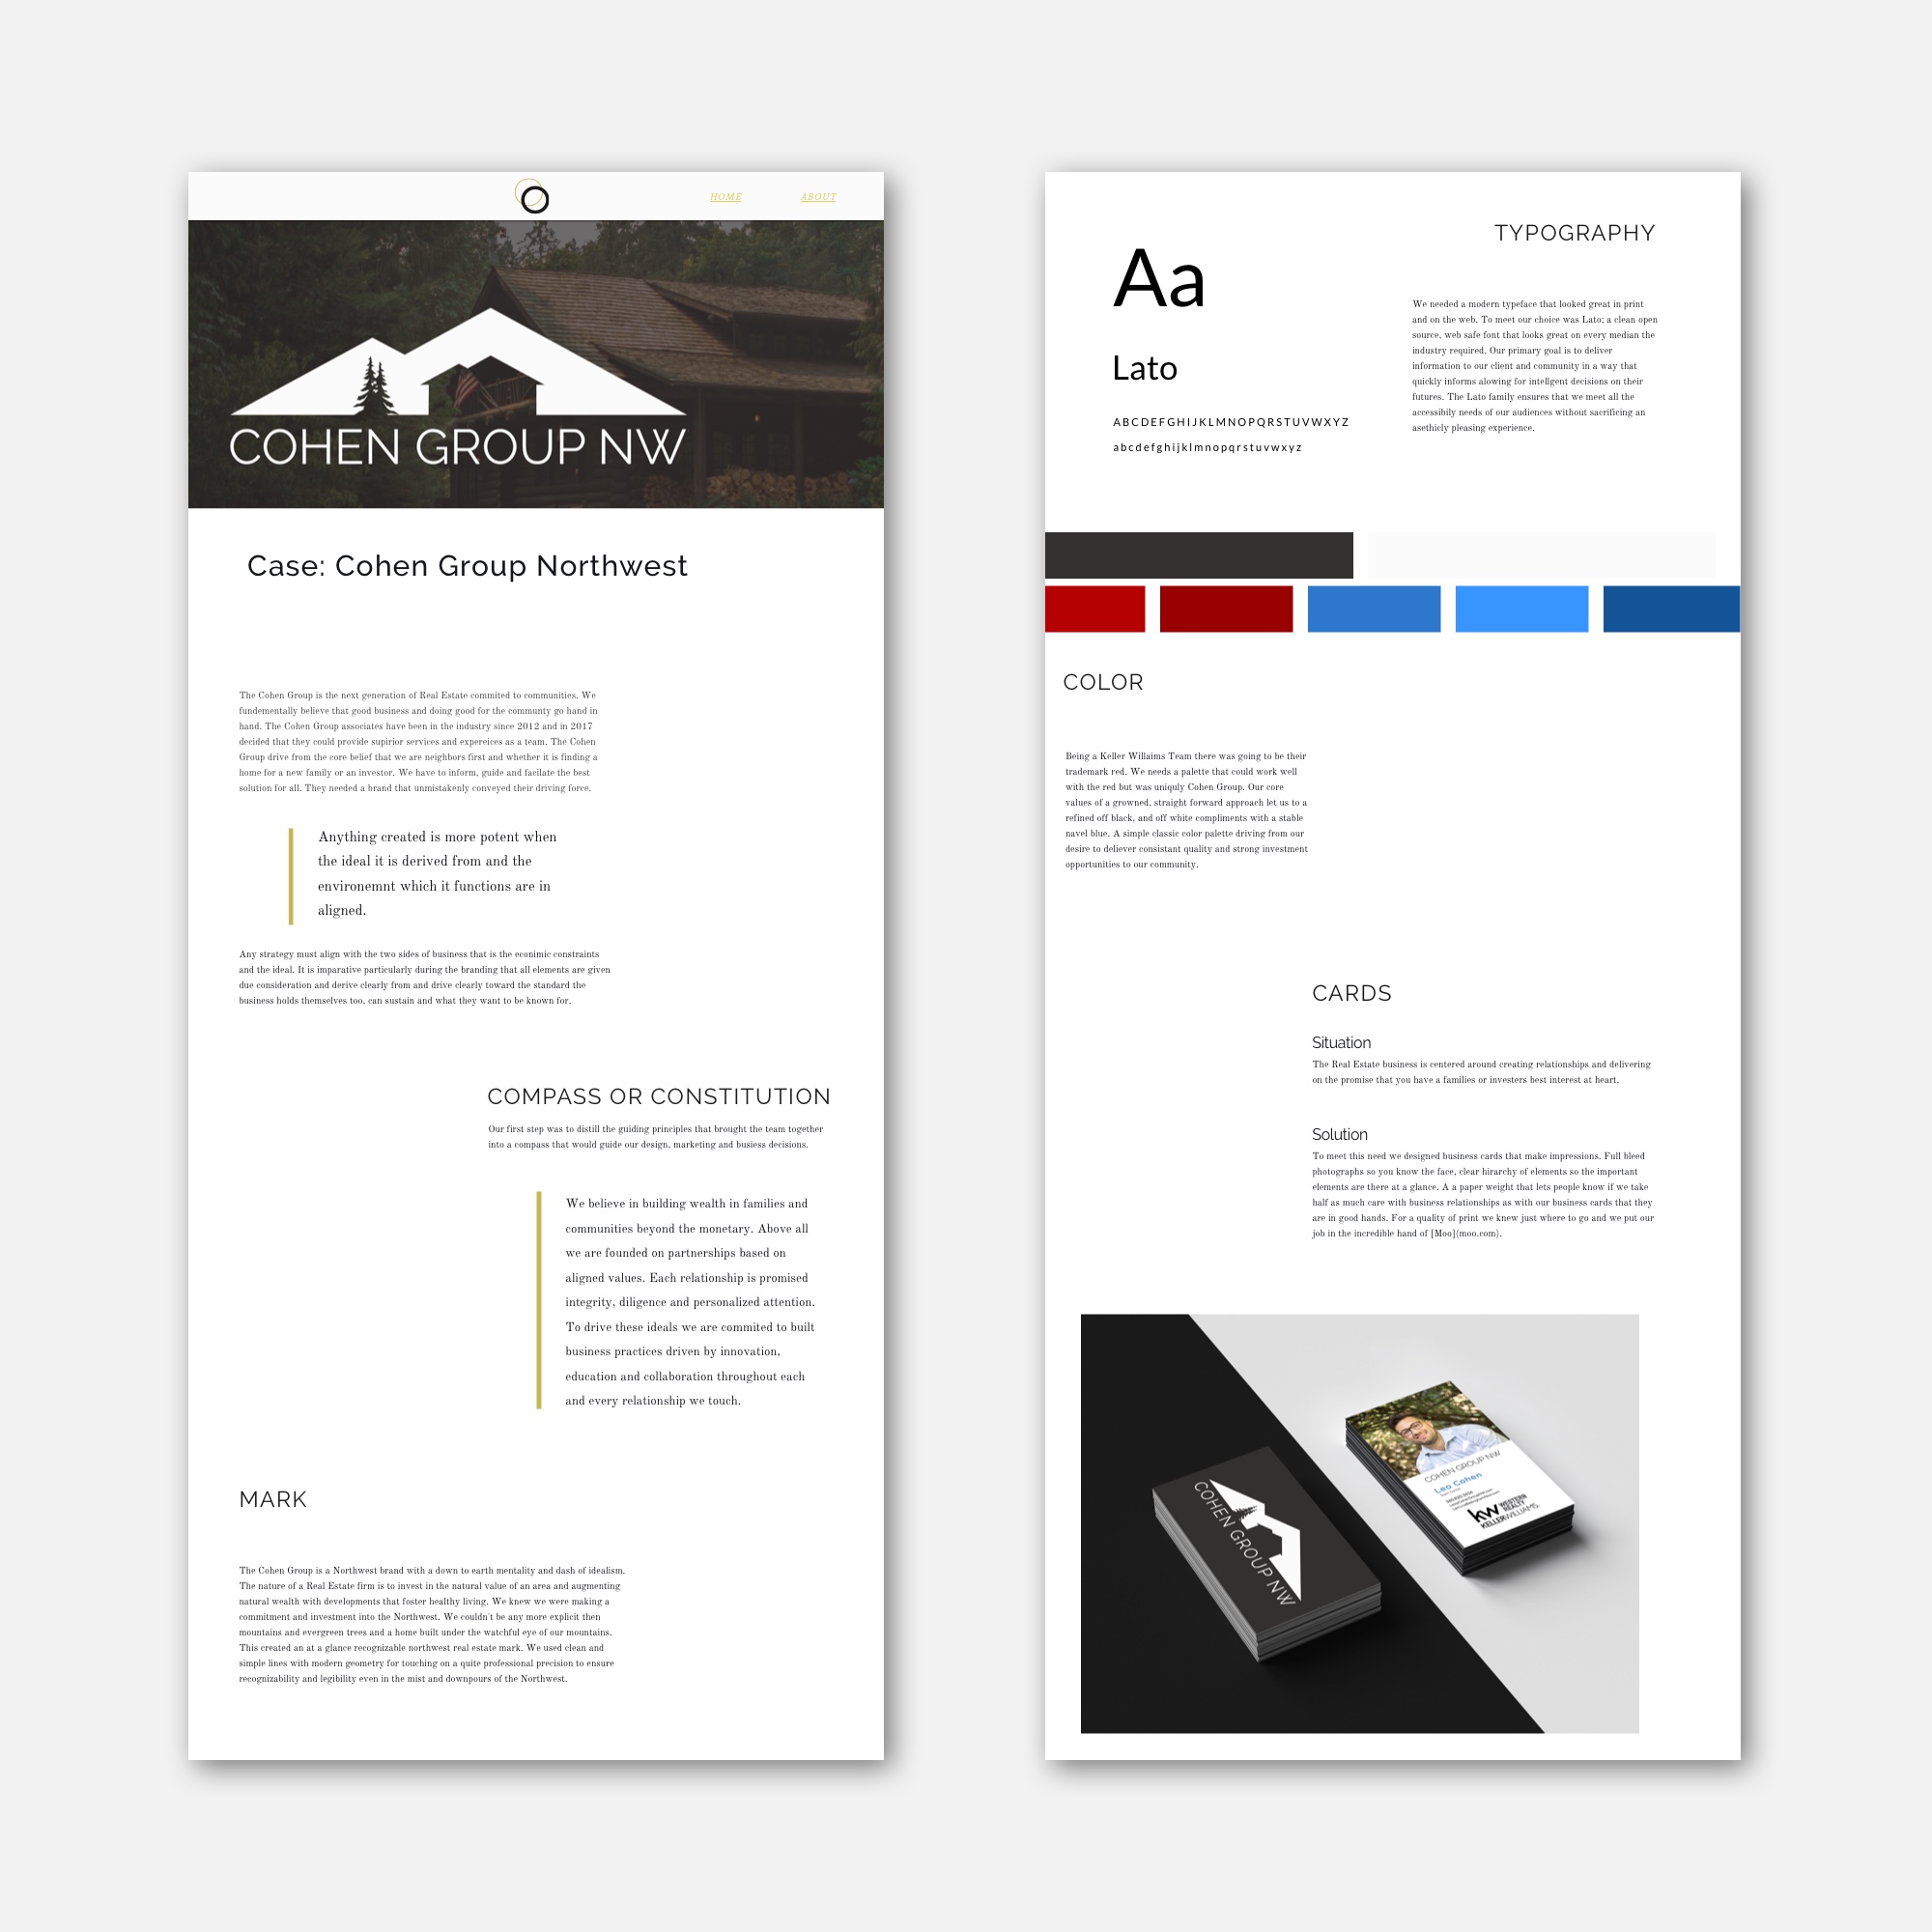 HOME
ABOUT
COHEN GROUP NW
Case: Cohen Group Northwest
The Cohen Group is the next generation of Real Estate commited to communities. We
fundementally believe that good business and doing good for the communty go hand in
hand. The Cohen Group associates have been in the industry since 2012 and in 2017
decided that they could provide supirior services and expereices as a team. The Cohen
Group drive from the core belief that we are neighbors first and whether it is finding a
home for a new family or an investor. We have to inform, guide and facilate the best
solution for all. They needed a brand that unmistakenly conveyed their driving force.
Anything created is more potent when
the ideal it is derived from and the
environemnt which it functions are in
aligned.
Any strategy must align with the two sides of business that is the econimic constraints
and the ideal. It is imparative particularly during the branding that all elements are given
due consideration and derive clearly from and drive clearly toward the standard the
business holds themselves too, can sustain and what they want to be known for.
COMPASS OR CONSTITUTION
Our first step was to distill the guiding principles that brought the team together
into a compass that would guide our design, marketing and busiess decisions.
We believe in building wealth in families and
communities beyond the monetary. Above all
we are founded on partnerships based on
aligned values. Each relationship is promised
integrity, diligence and personalized attention.
To drive these ideals we are commited to built
business practices driven by innovation,
education and collaboration throughout each
and every relationship we touch.
MARK
The Cohen Group is a Northwest brand with a down to earth mentality and dash of idealism.
The nature of a Real Estate firm is to invest in the natural value of an area and augmenting
natural wealth with developments that foster healthy living. We knew we were making a
commitment and investment into the Northwest. We couldn't be any more explicit then
mountains and evergreen trees and a home built under the watchful eye of our mountains.
This created an at a glance recognizable northwest real estate mark. We used clean and
simple lines with modern geometry for touching on a quite professional precision to ensure
recognizability and legibility even in the mist and downpours of the Northwest.
TYPOGRAPHY
Aa
Lato
ABCDEFGHIJKLMNOPQRSTUVWXYZ
abcdefghijklmnopqrstuvwxyz
We needed a modern typeface that looked great in print
and on the web. To meet our choice was Lato; a clean open
source, web safe font that looks great on every median the
industry required. Our primary goal is to deliver
information to our client and community in a way that
quickly informs alowing for intellgent decisions on their
futures. The Lato family ensures that we meet all the
accessibily needs of our audiences without sacrificing an
asethicly pleasing experience.
COLOR
Being a Keller Willaims Team there was going to be their
trademark red. We needs a palette that could work well
with the red but was uniquly Cohen Group. Our core
values of a growned, straight forward approach let us to a
refined off black, and off white compliments with a stable
navel blue. A simple classic color palette driving from our
desire to deliever consistant quality and strong investment
opportunities to our community.
CARDS
Situation
The Real Estate business is centered around creating relationships and delivering
on the promise that you have a families or investers best interest at heart.
Solution
To meet this need we designed business cards that make impressions. Full bleed
photographs so you know the face, clear hirarchy of elements so the important
elements are there at a glance. A a paper weight that lets people know if we take
half as much care with business relationships as with our business cards that they
are in good hands. For a quality of print we knew just where to go and we put our
job in the incredible hand of [Moo](moo.com).
COHEN GROUP NW
COHEN GROUP NW
Leo Cohen
kw WESTERN
REALTY
KELLERWILLIAMS.